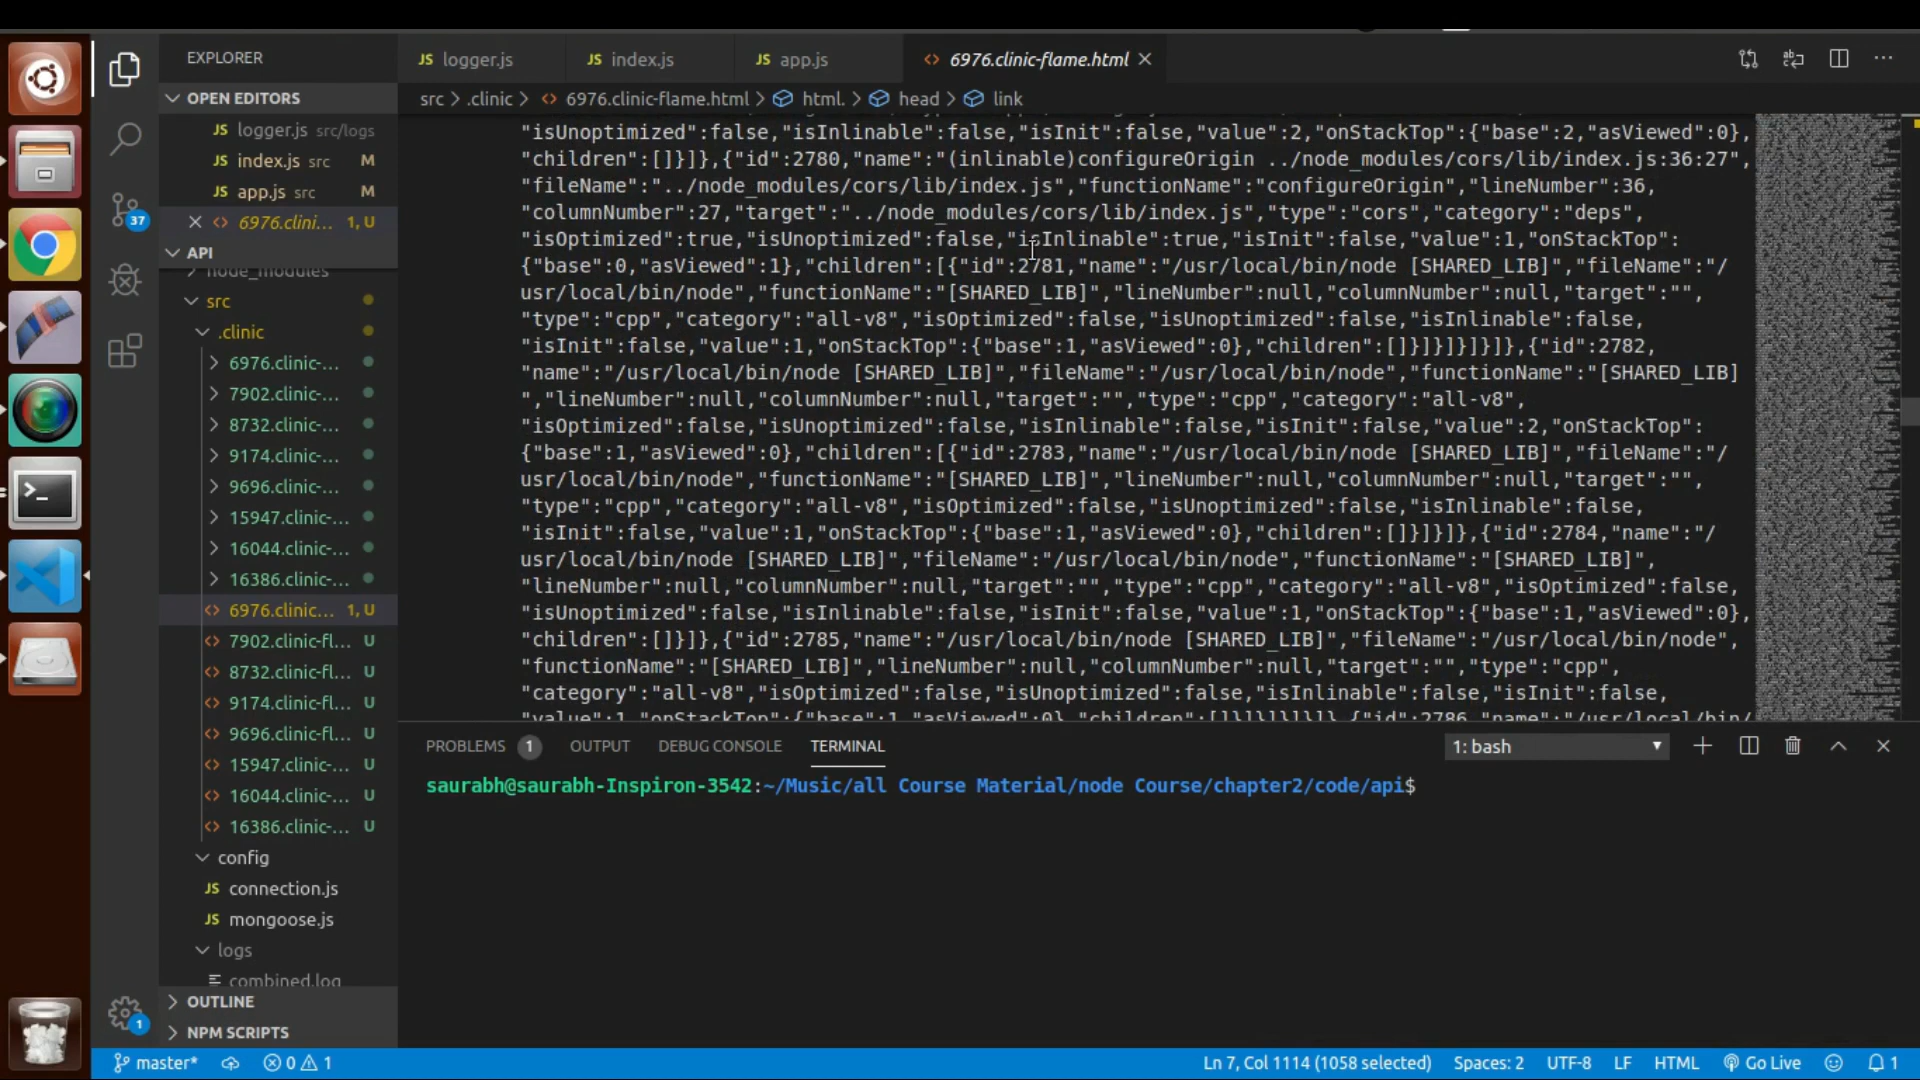 EXPLORER
OPEN EDITORS
JS logger.js src/logs
JS index.js src M
JS app.js src M
6976.clini... 1, U
API
node_modules
src
.clinic
6976.clinic-...
7902.clinic-...
8732.clinic-...
9174.clinic-...
9696.clinic-...
15947.clinic-...
16044.clinic-...
16386.clinic-...
6976.clinic... 1, U
7902.clinic-fl... U
8732.clinic-fl... U
9174.clinic-fl... U
9696.clinic-fl... U
15947.clinic-... U
16044.clinic-... U
16386.clinic-... U
config
JS connection.js
JS mongoose.js
logs
combined.log
OUTLINE
NPM SCRIPTS
37
1
JS logger.js JS index.js JS app.js 6976.clinic-flame.html
src > .clinic > 6976.clinic-flame.html > html. > head > link
"isUnoptimized":false,"isInlinable":false,"isInit":false,"value":2,"onStackTop":{"base":2,"asViewed":0},
"children":[]}]},{"id":2780,"name":"(inlinable)configureOrigin ../node_modules/cors/lib/index.js:36:27",
"fileName":"../node_modules/cors/lib/index.js","functionName":"configureOrigin","lineNumber":36,
"columnNumber":27,"target":"../node_modules/cors/lib/index.js","type":"cors","category":"deps",
"isOptimized":true,"isUnoptimized":false,"isInlinable":true,"isInit":false,"value":1,"onStackTop":
{"base":0,"asViewed":1},"children":[{"id":2781,"name":"/usr/local/bin/node [SHARED_LIB]","fileName":"/
usr/local/bin/node","functionName":"[SHARED_LIB]","lineNumber":null,"columnNumber":null,"target":"",
"type":"cpp","category":"all-v8","isOptimized":false,"isUnoptimized":false,"isInlinable":false,
"isInit":false,"value":1,"onStackTop":{"base":1,"asViewed":0},"children":[]}]}]}]}]},{"id":2782,
"name":"/usr/local/bin/node [SHARED_LIB]","fileName":"/usr/local/bin/node","functionName":"[SHARED_LIB]
","lineNumber":null,"columnNumber":null,"target":"","type":"cpp","category":"all-v8",
"isOptimized":false,"isUnoptimized":false,"isInlinable":false,"isInit":false,"value":2,"onStackTop":
{"base":1,"asViewed":0},"children":[{"id":2783,"name":"/usr/local/bin/node [SHARED_LIB]","fileName":"/
usr/local/bin/node","functionName":"[SHARED_LIB]","lineNumber":null,"columnNumber":null,"target":"",
"type":"cpp","category":"all-v8","isOptimized":false,"isUnoptimized":false,"isInlinable":false,
"isInit":false,"value":1,"onStackTop":{"base":1,"asViewed":0},"children":[]}]}]},{"id":2784,"name":"/
usr/local/bin/node [SHARED_LIB]","fileName":"/usr/local/bin/node","functionName":"[SHARED_LIB]",
"lineNumber":null,"columnNumber":null,"target":"","type":"cpp","category":"all-v8","isOptimized":false,
"isUnoptimized":false,"isInlinable":false,"isInit":false,"value":1,"onStackTop":{"base":1,"asViewed":0},
"children":[]}]},{"id":2785,"name":"/usr/local/bin/node [SHARED_LIB]","fileName":"/usr/local/bin/node",
"functionName":"[SHARED_LIB]","lineNumber":null,"columnNumber":null,"target":"","type":"cpp",
"category":"all-v8","isOptimized":false,"isUnoptimized":false,"isInlinable":false,"isInit":false,
"value":1,"onStackTop":{"base":1,"asViewed":0},"children":[]}]}]}]}]},{"id":2786,"name":"/usr/local/bin/
PROBLEMS 1 OUTPUT DEBUG CONSOLE TERMINAL 1: bash
saurabh@saurabh-Inspiron-3542:~/Music/all Course Material/node Course/chapter2/code/api$
master* 0 1 Ln 7, Col 1114 (1058 selected) Spaces: 2 UTF-8 LF HTML Go Live 1